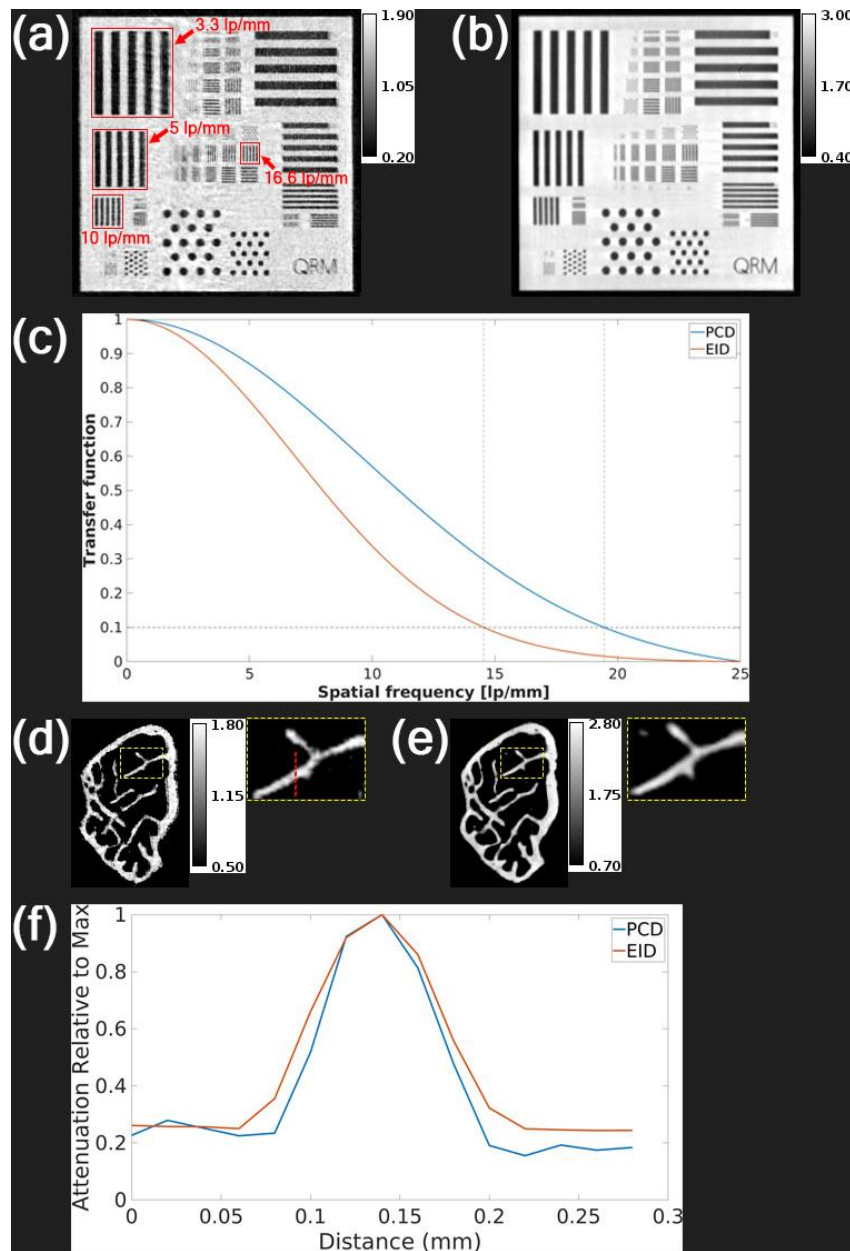 (a)
3.3 lp/mm
5 lp/mm
16.6 lp/mm
10 lp/mm
QRM
1.90
1.05
0.20
(b)
QRM
3.00
1.70
0.40
(c)
Transfer function
1
0.9
0.8
0.7
0.6
0.5
0.4
0.3
0.2
0.1
0
0
5
10
15
20
25
Spatial frequency [lp/mm]
PCD
EID
(d)
1.80
1.15
0.50
(e)
2.80
1.75
0.70
(f)
Attenuation Relative to Max
1
0.8
0.6
0.4
0.2
0
0
0.05
0.1
0.15
0.2
0.25
0.3
Distance (mm)
PCD
EID